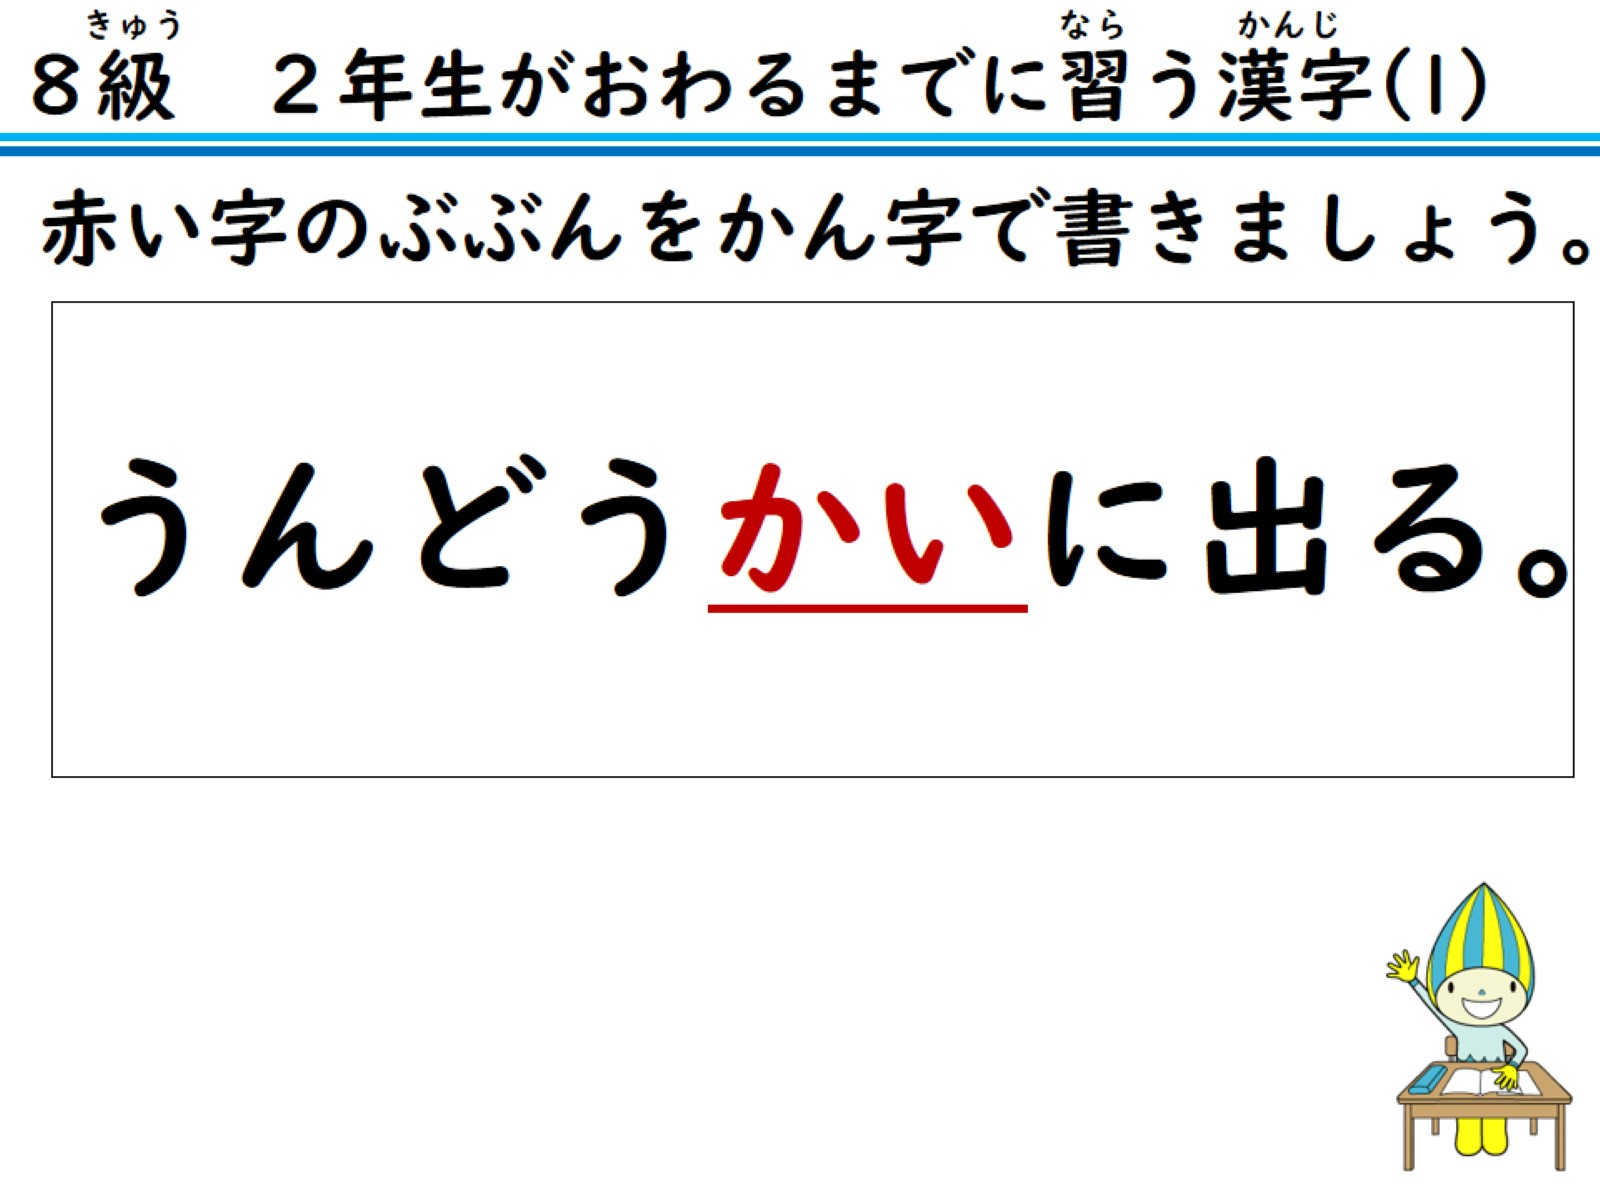 きゅう なら かんじ
８級　２年生がおわるまでに習う漢字(1)
赤い字のぶぶんをかん字で書きましょう。
うんどうかいに出る。